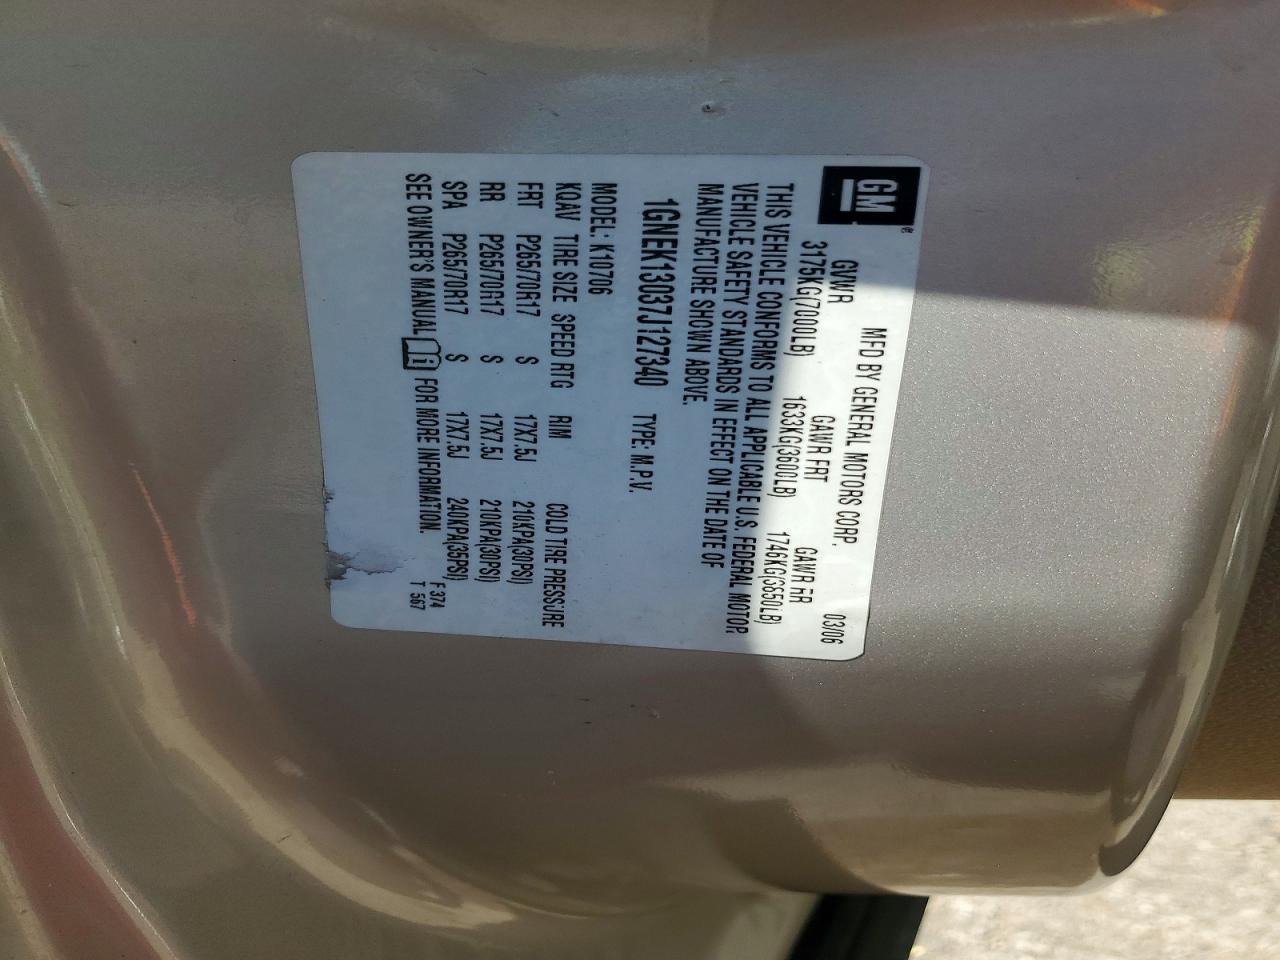 GM
MFD BY GENERAL MOTORS CORP. 03/06
GVWR GAWR FRT GAWR RR
3175KG(7000LB) 1633KG(3600LB) 1746KG(3850LB)
THIS VEHICLE CONFORMS TO ALL APPLICABLE U.S. FEDERAL MOTOR
VEHICLE SAFETY STANDARDS IN EFFECT ON THE DATE OF
MANUFACTURE SHOWN ABOVE.
1GNEK13037J127340 TYPE: M.P.V.
MODEL: K10706
KQAV TIRE SIZE SPEED RTG RIM COLD TIRE PRESSURE
FRT P265/70R17 S 17X7.5J 210KPA(30PSI)
RR P265/70R17 S 17X7.5J 210KPA(30PSI)
SPA P265/70R17 S 17X7.5J 240KPA(35PSI)
SEE OWNER'S MANUAL FOR MORE INFORMATION.
F 374
T 567